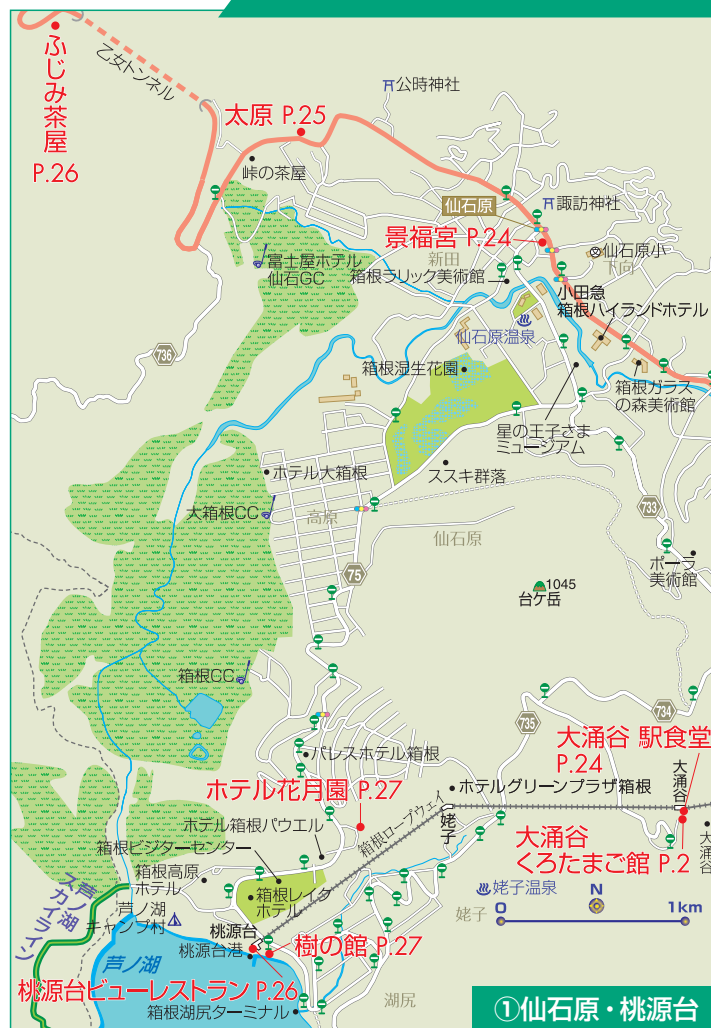 ふじみ茶屋
P.26
乙女トンネル
公時神社
太原 P.25
峠の茶屋
仙石原
諏訪神社
景福宮 P.24
新田
仙石原小
下向
富士屋ホテル
仙石GC
箱根ラリック美術館
小田急
箱根ハイランドホテル
仙石原温泉
736
箱根湿生花園
箱根ガラス
の森美術館
星の王子さま
ミュージアム
ホテル大箱根
ススキ群落
大箱根CC
高原
仙石原
733
75
ポーラ
美術館
1045
台ケ岳
箱根CC
735
734
大涌谷 駅食堂
P.24
パレスホテル箱根
大涌谷
ホテル花月園 P.27
ホテルグリーンプラザ箱根
箱根ロープウェイ
姥子
ホテル箱根パウエル
箱根ビジターセンター
大涌谷
くろたまご館 P.2
大涌谷
箱根高原
ホテル
箱根レイク
ホテル
姥子温泉
N
姥子
0
1km
芦ノ湖
スカイライン
芦ノ湖
キャンプ村
桃源台
桃源台港
樹の館 P.27
芦ノ湖
桃源台ビューレストラン P.26
湖尻
箱根湖尻ターミナル
①仙石原・桃源台